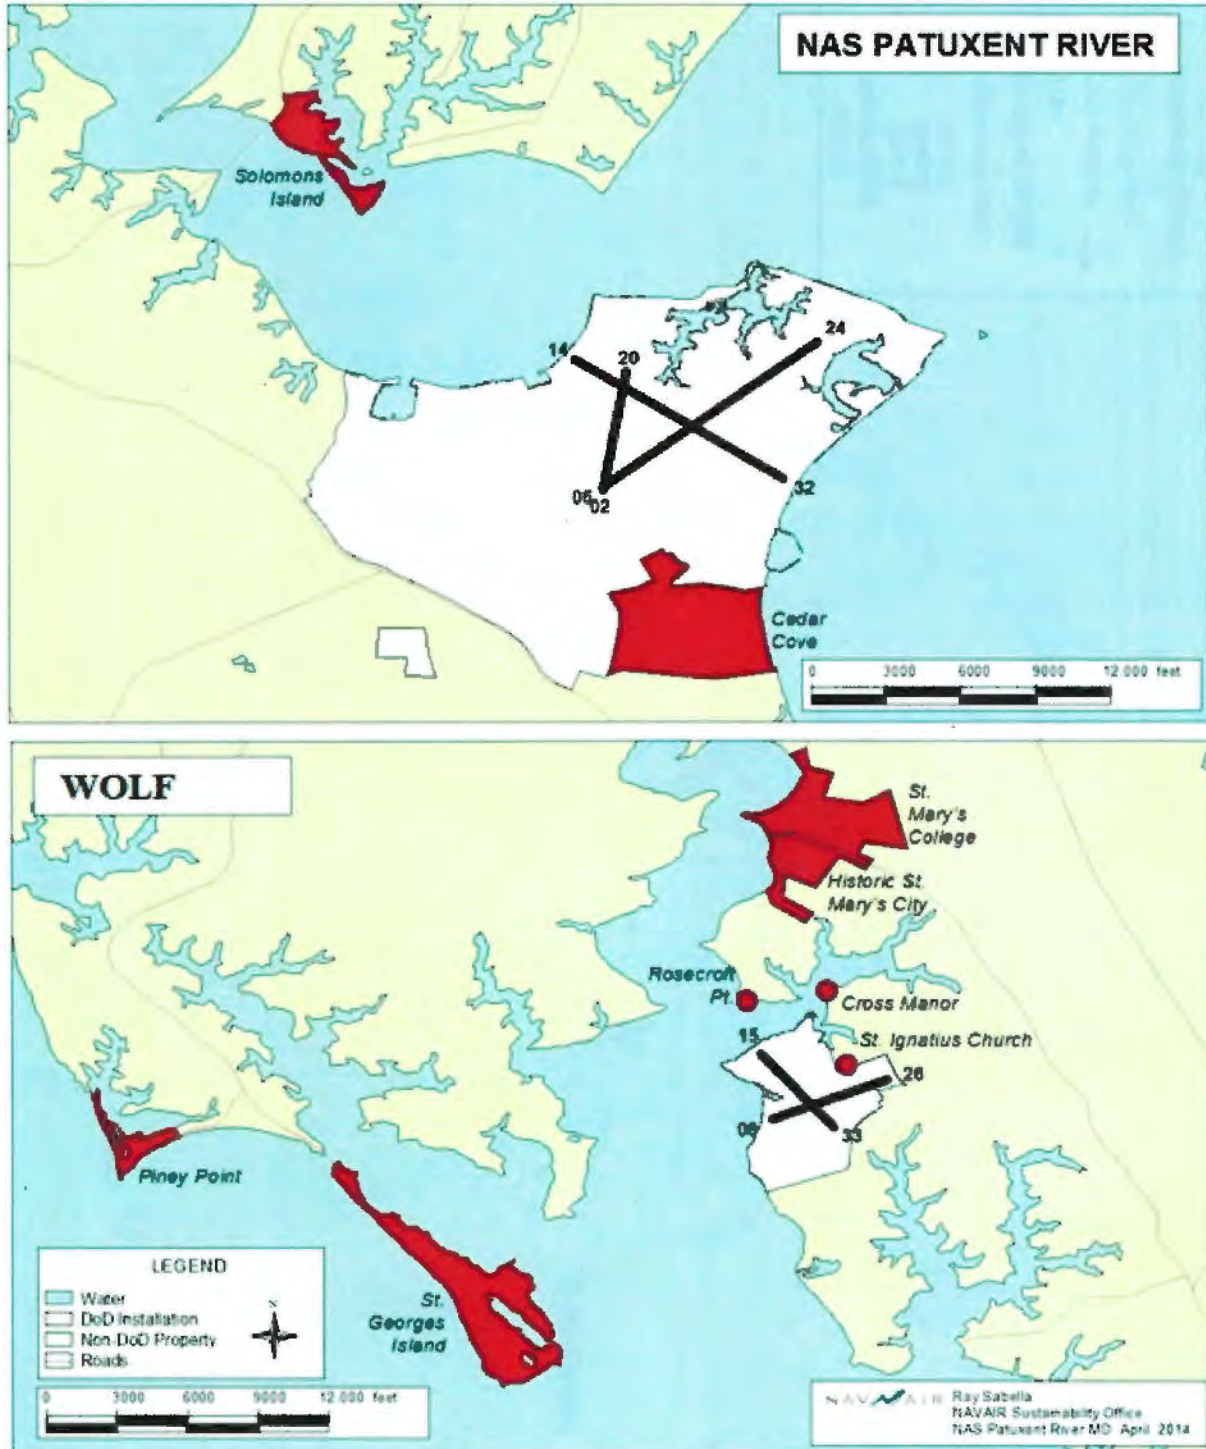 NAS PATUXENT RIVER
Solomons
Island
14
20
24
06
02
32
Cedar
Cove
0 3000 6000 9000 12.000 feet
WOLF
St.
Mary's
College
Historic St.
Mary's City
Rosecroft
Pt.
Cross Manor
15
St. Ignatius Church
26
08
33
Piney Point
St.
Georges
Island
LEGEND
Water
DoD Installation
Non-DoD Property
Roads
N
0 3000 6000 9000 12.000 feet
NAVAIR
Ray Sabella
NAVAIR Sustainability Office
NAS Patuxent River MD April 2014